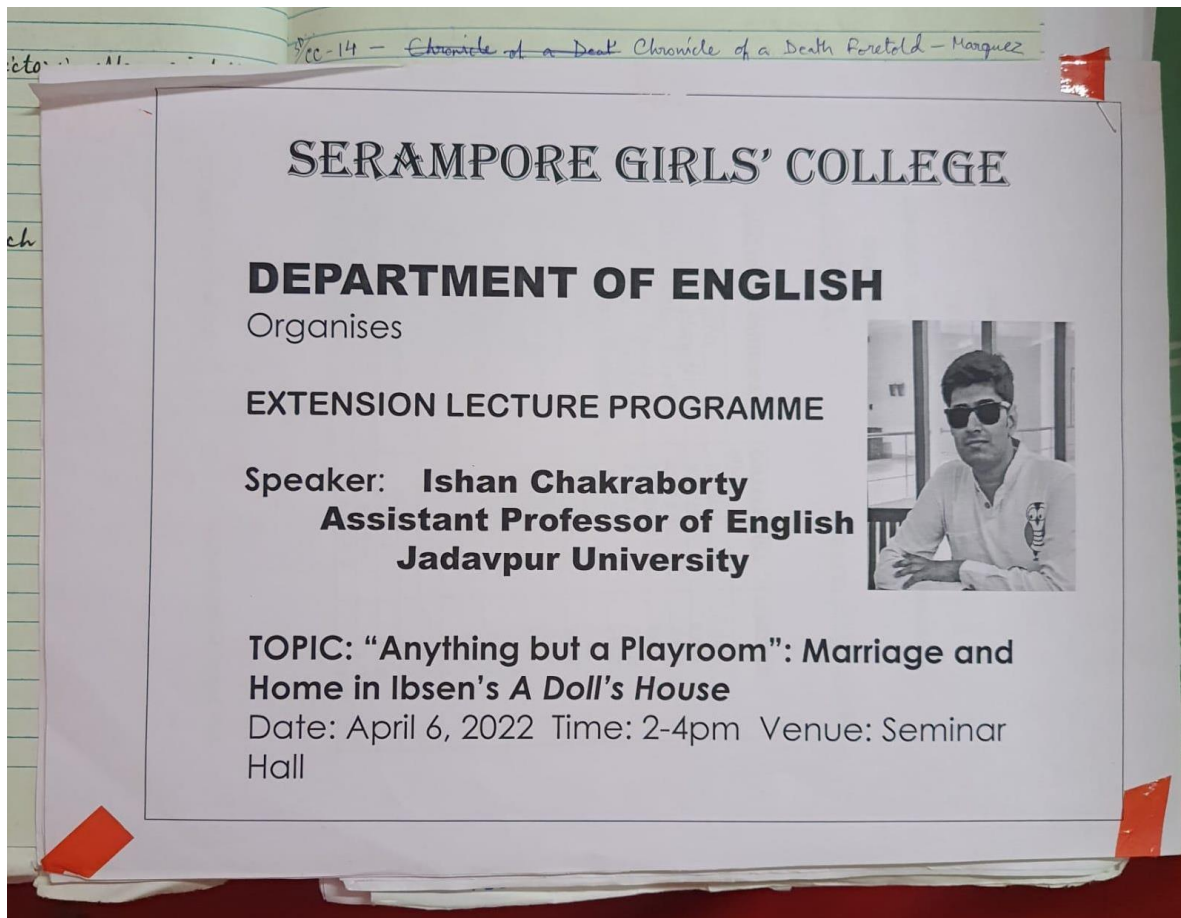 CC-14 – Chronicle of a Deat Chronicle of a Death Foretold – Marquez
ch
SERAMPORE GIRLS’ COLLEGE
DEPARTMENT OF ENGLISH
Organises
EXTENSION LECTURE PROGRAMME
Speaker: Ishan Chakraborty
Assistant Professor of English
Jadavpur University
TOPIC: “Anything but a Playroom”: Marriage and
Home in Ibsen’s A Doll’s House
Date: April 6, 2022 Time: 2-4pm Venue: Seminar
Hall